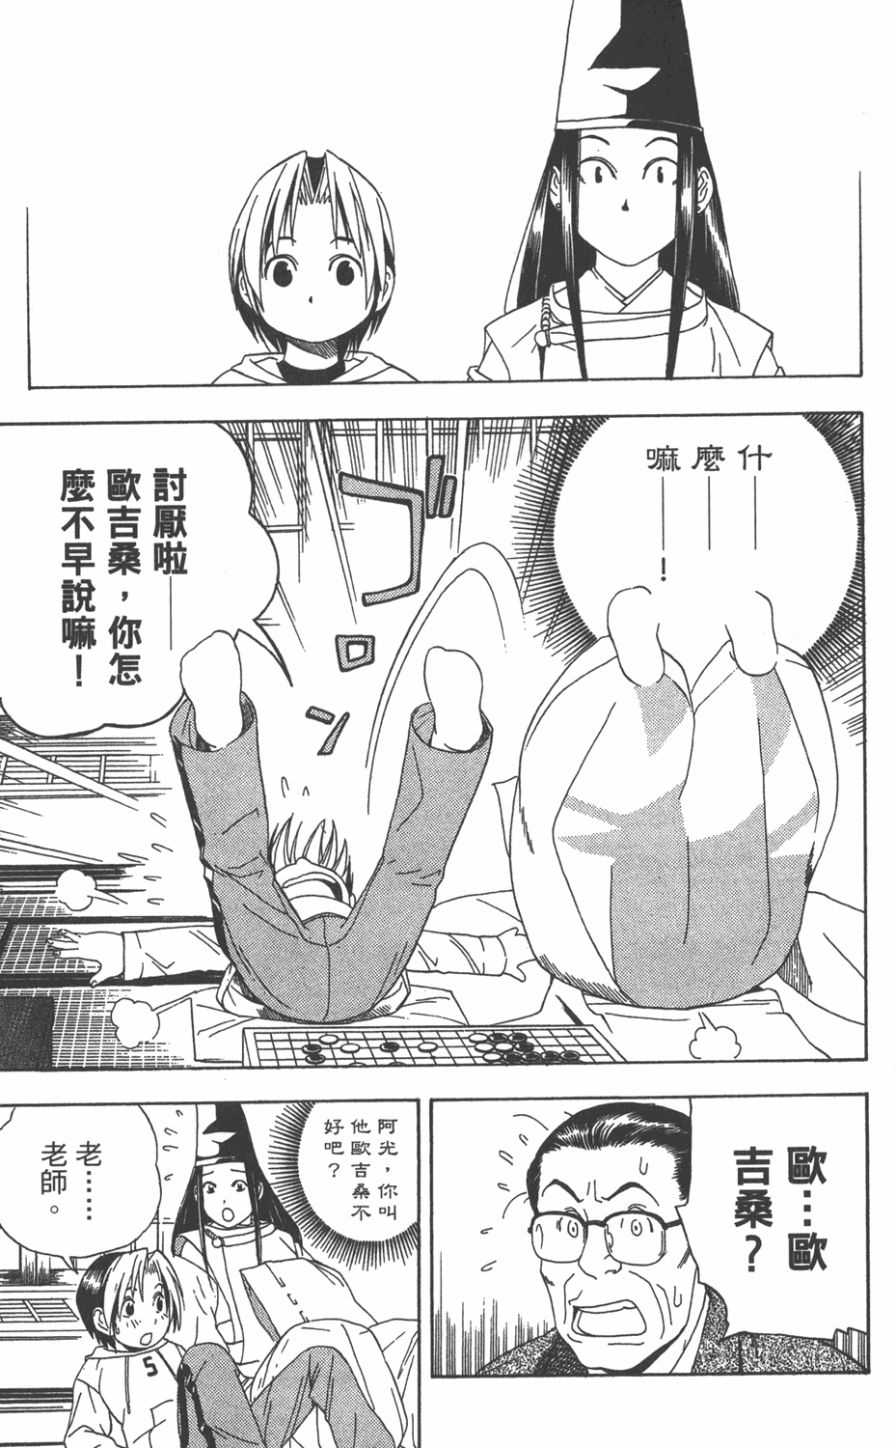 什——
麼——
嘛——！
ゴロン
討厭啦——
歐吉桑，你怎
麼不早說嘛！
歐…歐
吉桑？
阿光，你叫
他歐吉桑不
好吧？
老……
老師。
5